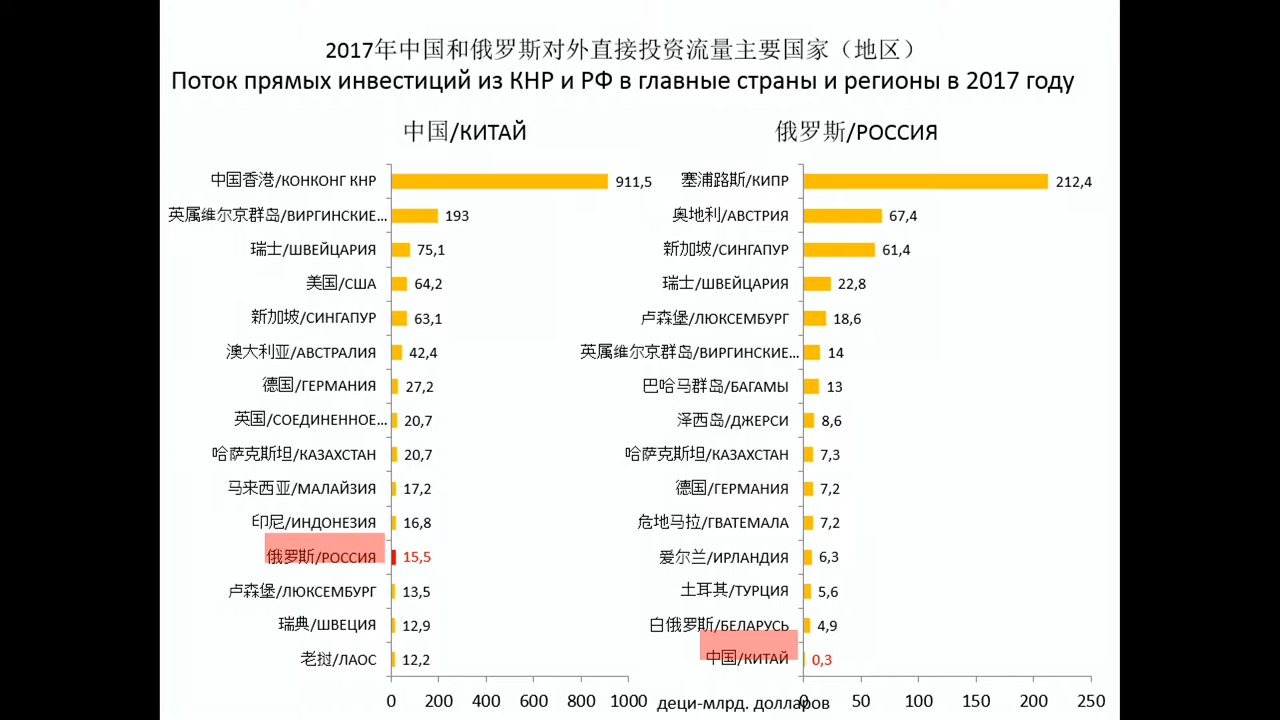 2017年中国和俄罗斯对外直接投资流量主要国家（地区）
Поток прямых инвестиций из КНР и РФ в главные страны и регионы в 2017 году
中国/КИТАЙ
中国香港/КОНКОНГ КНР 911,5
英属维尔京群岛/ВИРГИНСКИЕ... 193
瑞士/ШВЕЙЦАРИЯ 75,1
美国/США 64,2
新加坡/СИНГАПУР 63,1
澳大利亚/АВСТРАЛИЯ 42,4
德国/ГЕРМАНИЯ 27,2
英国/СОЕДИНЕННОЕ... 20,7
哈萨克斯坦/КАЗАХСТАН 20,7
马来西亚/МАЛАЙЗИЯ 17,2
印尼/ИНДОНЕЗИЯ 16,8
俄罗斯/РОССИЯ 15,5
卢森堡/ЛЮКСЕМБУРГ 13,5
瑞典/ШВЕЦИЯ 12,9
老挝/ЛАОС 12,2
0 200 400 600 800 1000
俄罗斯/РОССИЯ
塞浦路斯/КИПР 212,4
奥地利/АВСТРИЯ 67,4
新加坡/СИНГАПУР 61,4
瑞士/ШВЕЙЦАРИЯ 22,8
卢森堡/ЛЮКСЕМБУРГ 18,6
英属维尔京群岛/ВИРГИНСКИЕ... 14
巴哈马群岛/БАГАМЫ 13
泽西岛/ДЖЕРСИ 8,6
哈萨克斯坦/КАЗАХСТАН 7,3
德国/ГЕРМАНИЯ 7,2
危地马拉/ГВАТЕМАЛА 7,2
爱尔兰/ИРЛАНДИЯ 6,3
土耳其/ТУРЦИЯ 5,6
白俄罗斯/БЕЛАРУСЬ 4,9
中国/КИТАЙ 0,3
0 50 100 150 200 250
деци-млрд. долларов